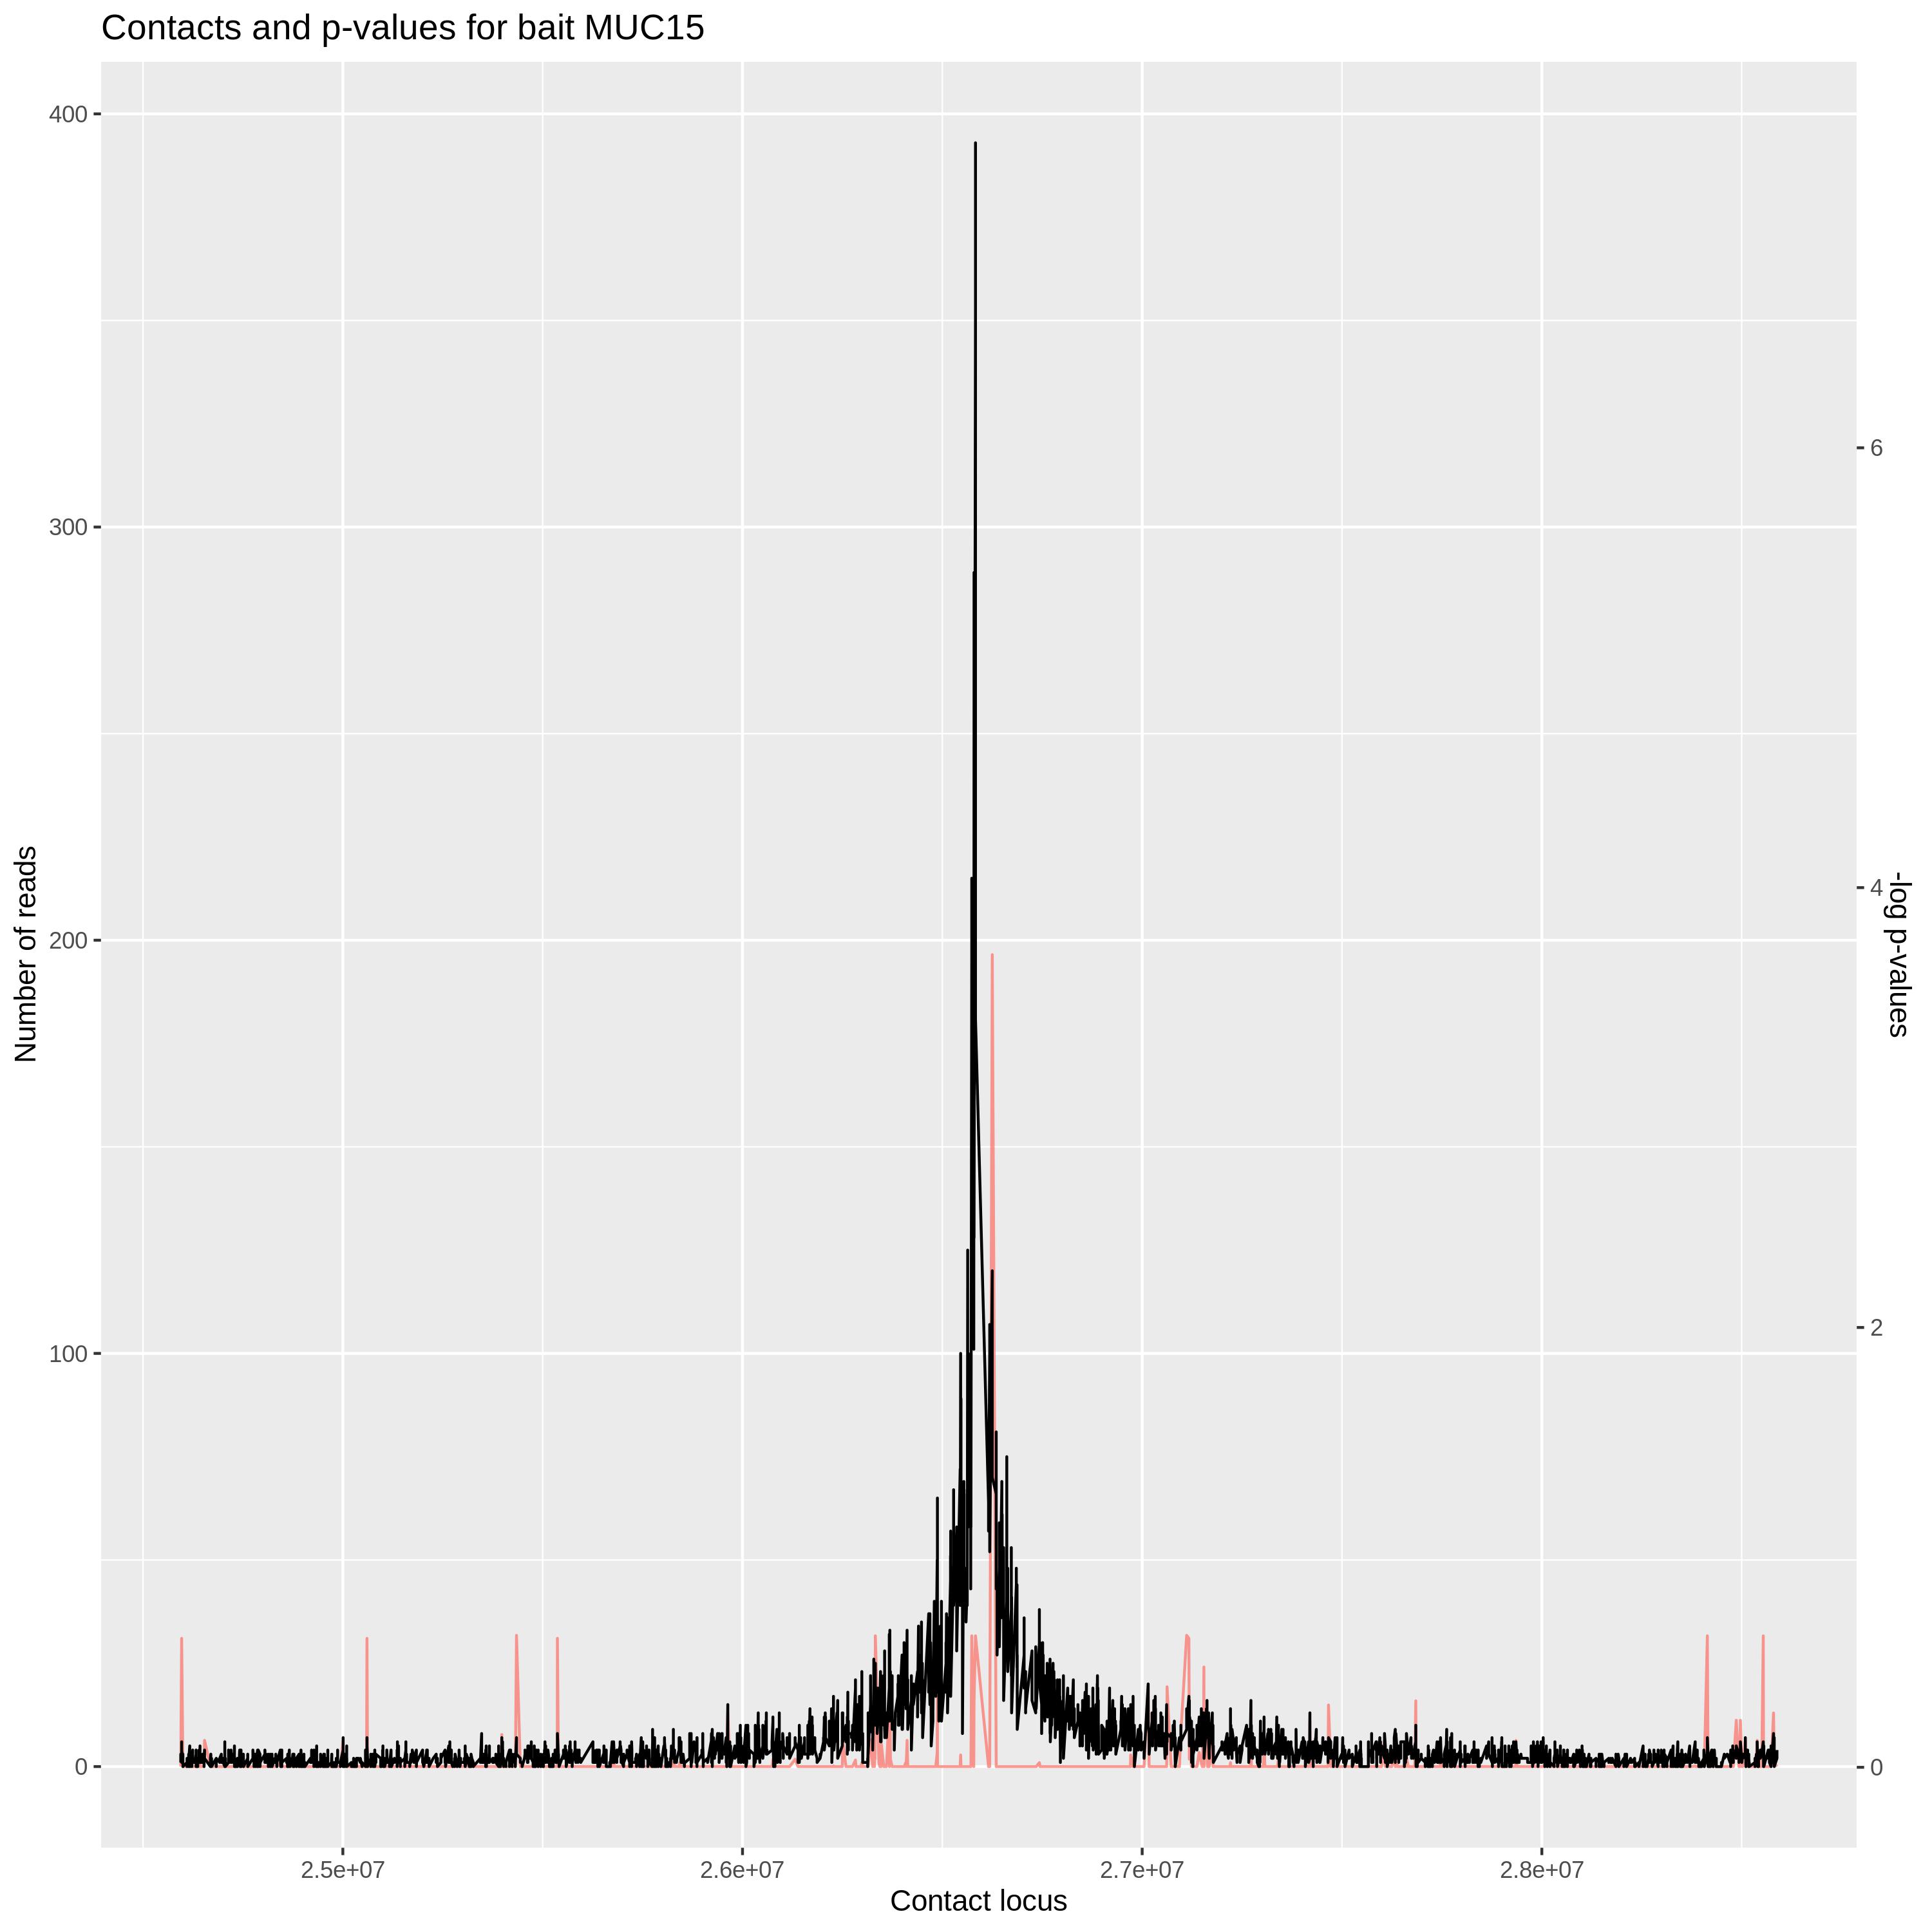 Contacts and p-values for bait MUC15
400
300
200
100
0
Number of reads
6
4
2
0
-log p-values
2.5e+07
2.6e+07
2.7e+07
2.8e+07
Contact locus